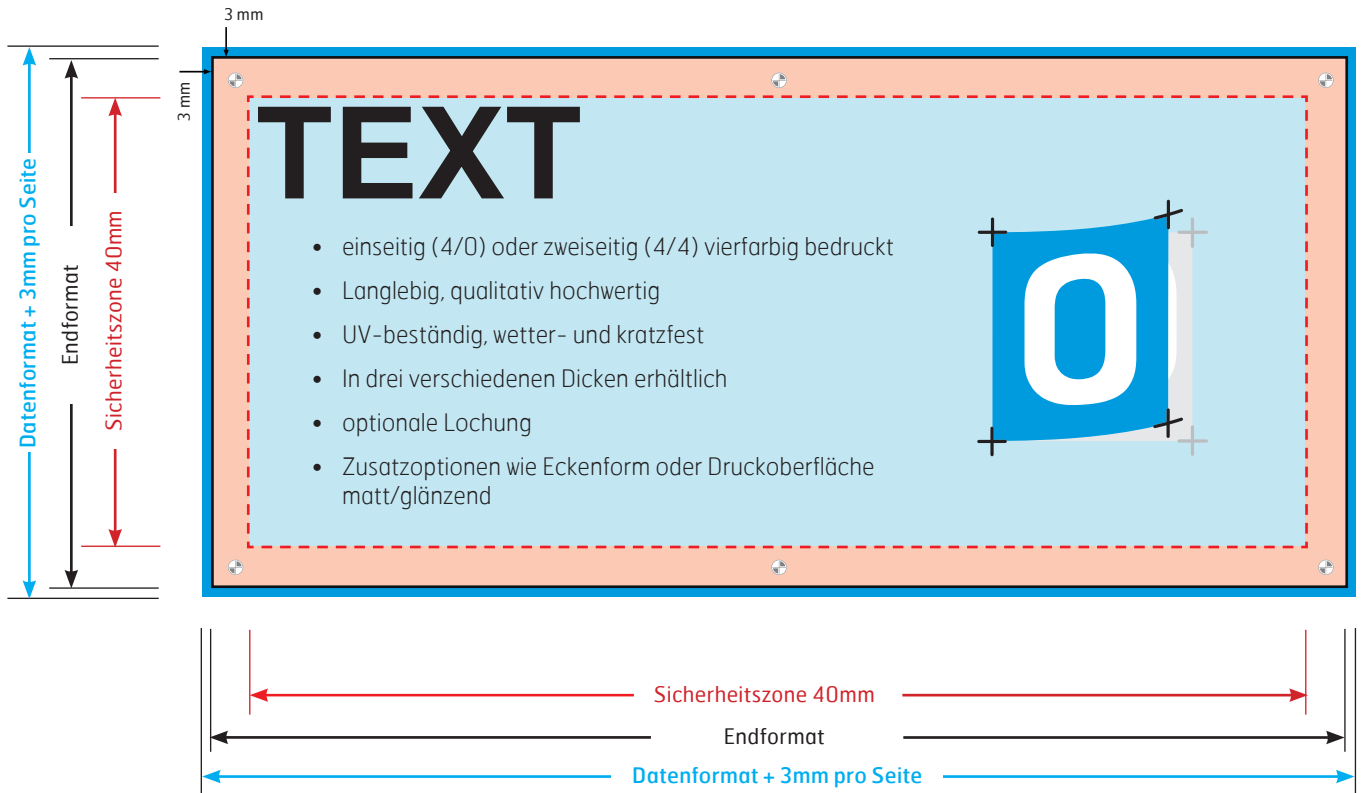 3 mm
3 mm
Datenformat + 3mm pro Seite
Endformat
Sicherheitszone 40mm
TEXT
• einseitig (4/0) oder zweiseitig (4/4) vierfarbig bedruckt
• Langlebig, qualitativ hochwertig
• UV-beständig, wetter- und kratzfest
• In drei verschiedenen Dicken erhältlich
• optionale Lochung
• Zusatzoptionen wie Eckenform oder Druckoberfläche
matt/glänzend
O
Sicherheitszone 40mm
Endformat
Datenformat + 3mm pro Seite